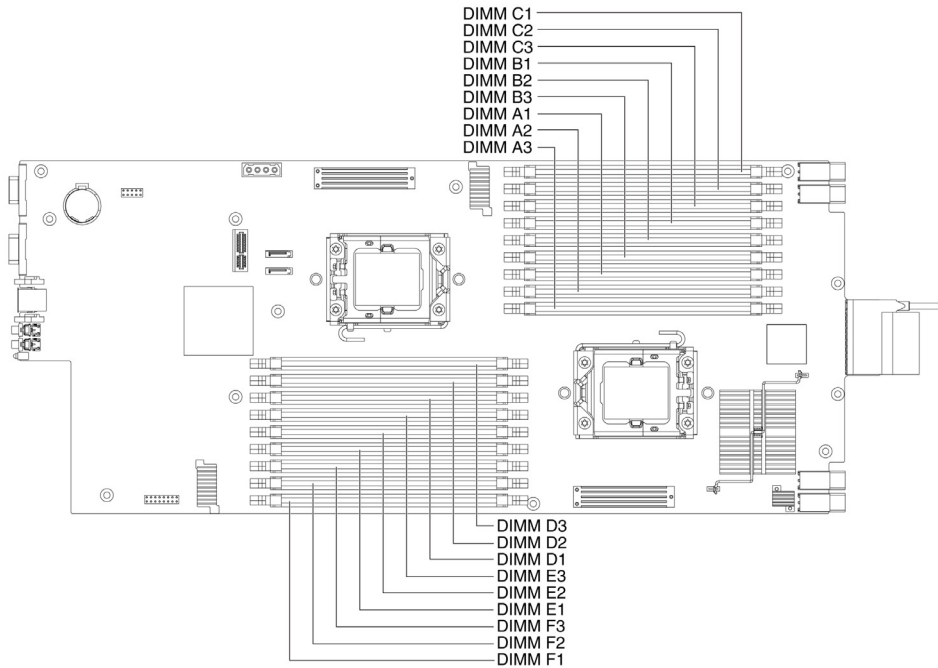 DIMM C1
DIMM C2
DIMM C3
DIMM B1
DIMM B2
DIMM B3
DIMM A1
DIMM A2
DIMM A3
DIMM D3
DIMM D2
DIMM D1
DIMM E3
DIMM E2
DIMM E1
DIMM F3
DIMM F2
DIMM F1